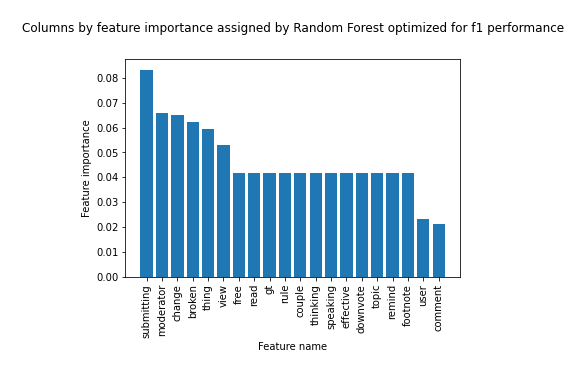 Columns by feature importance assigned by Random Forest optimized for f1 performance
0.08
0.07
0.06
0.05
0.04
0.03
0.02
0.01
0.00
Feature importance
submitting
moderator
change
broken
thing
view
free
read
gt
rule
couple
thinking
speaking
effective
downvote
topic
remind
footnote
user
comment
Feature name